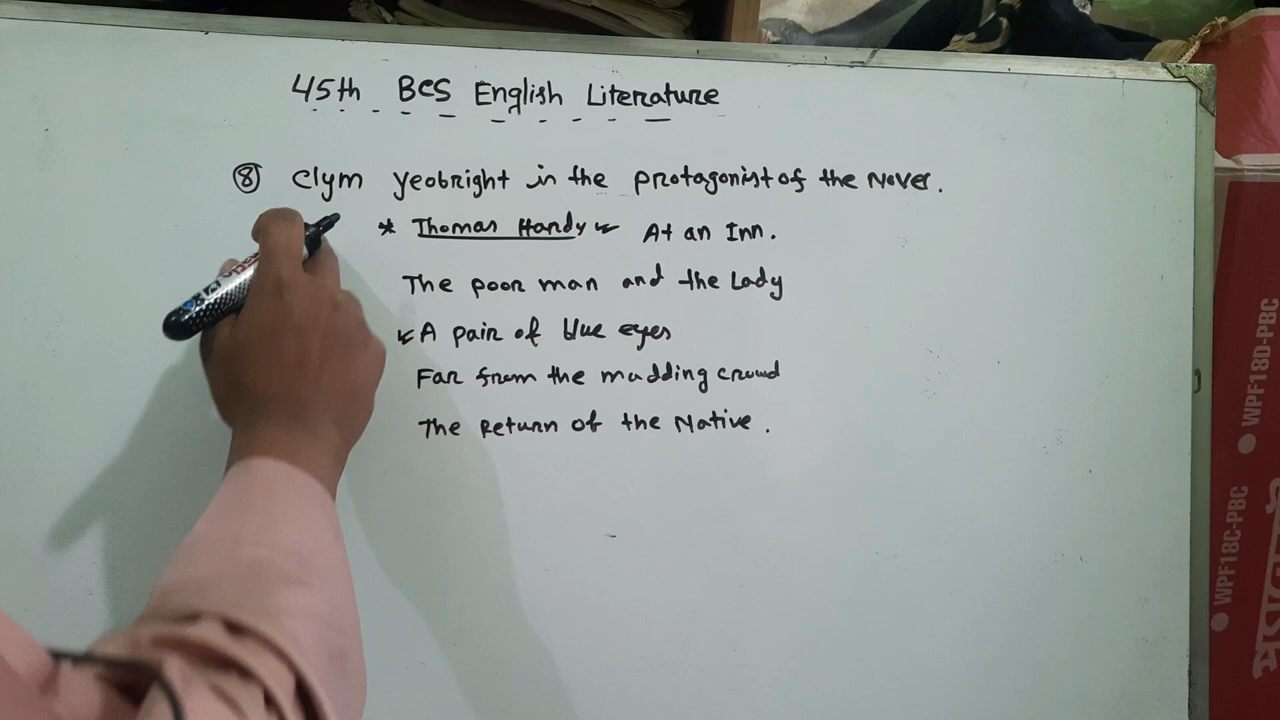 45th BCS English Literature
⑧ Clym yeobright in the protagonist of the Novel.
* Thomas Hardy At an Inn.
The poor man and the Lady
A pair of blue eyes
Far from the madding crowd
The Return of the Native.
WPF18D-PBC
WPF18C-PBC